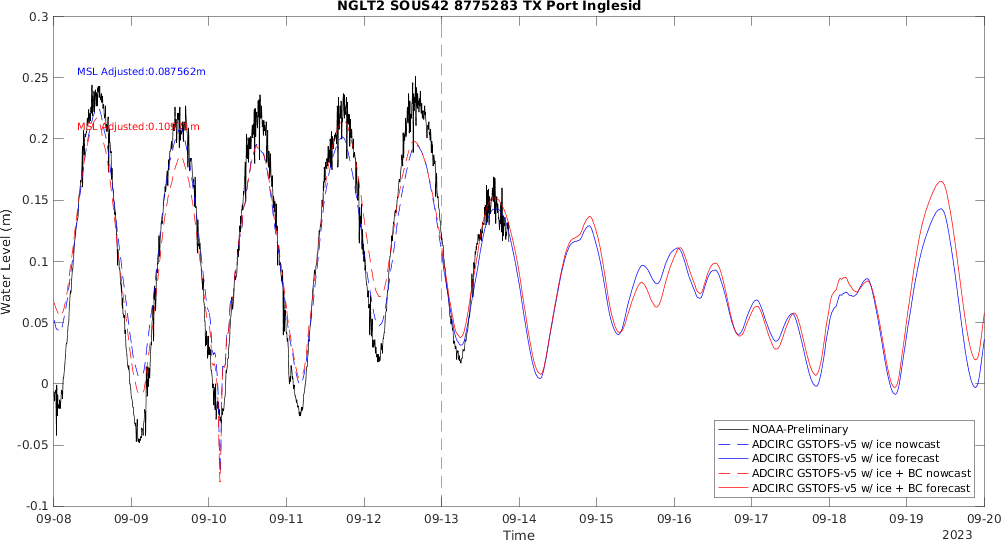 NGLT2 SOUS42 8775283 TX Port Inglesid
0.3
0.25
0.2
0.15
0.1
0.05
0
-0.05
-0.1
Water Level (m)
MSL Adjusted:0.087562m
MSL Adjusted:
NOAA-Preliminary
ADCIRC GSTOFS-v5 w/ ice nowcast
ADCIRC GSTOFS-v5 w/ ice forecast
ADCIRC GSTOFS-v5 w/ ice + BC nowcast
ADCIRC GSTOFS-v5 w/ ice + BC forecast
09-08 09-09 09-10 09-11 09-12 09-13 09-14 09-15 09-16 09-17 09-18 09-19 09-20
Time
2023